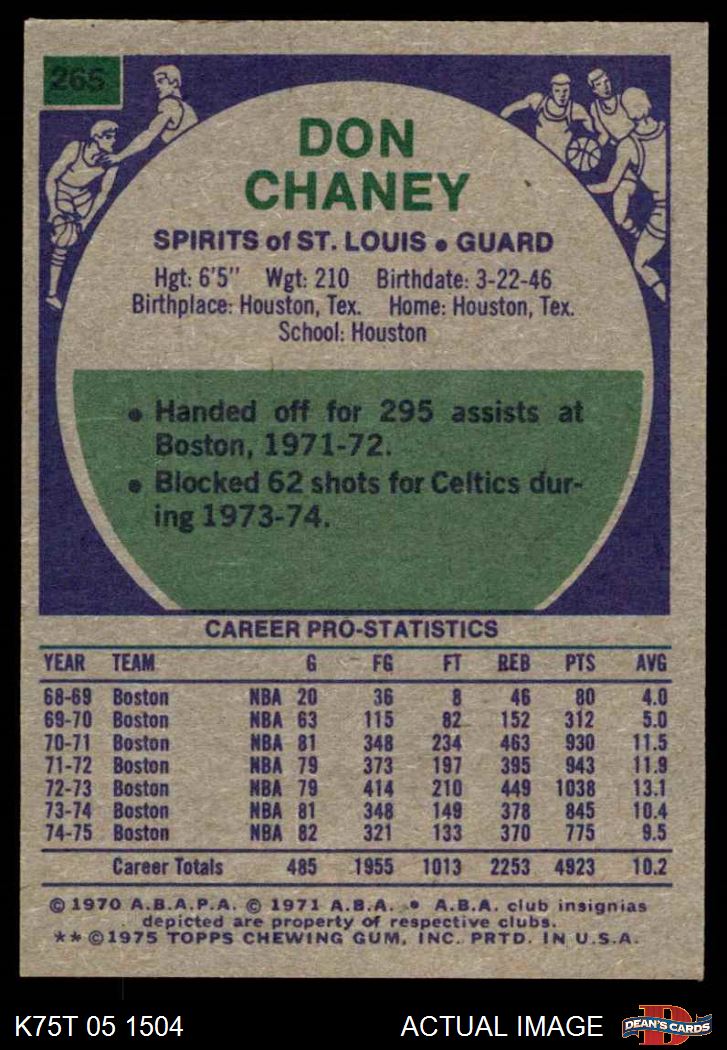 265
DON
CHANEY
SPIRITS of ST. LOUIS • GUARD
Hgt: 6'5" Wgt: 210 Birthdate: 3-22-46
Birthplace: Houston, Tex. Home: Houston, Tex.
School: Houston
• Handed off for 295 assists at
Boston, 1971-72.
• Blocked 62 shots for Celtics dur-
ing 1973-74.
CAREER PRO-STATISTICS
YEAR TEAM G FG FT REB PTS AVG
68-69 Boston NBA 20 36 8 46 80 4.0
69-70 Boston NBA 63 115 82 152 312 5.0
70-71 Boston NBA 81 348 234 463 930 11.5
71-72 Boston NBA 79 373 197 395 943 11.9
72-73 Boston NBA 79 414 210 449 1038 13.1
73-74 Boston NBA 81 348 149 378 845 10.4
74-75 Boston NBA 82 321 133 370 775 9.5
Career Totals 485 1955 1013 2253 4923 10.2
© 1970 A.B.A.P.A. © 1971 A.B.A. • A.B.A. club insignias
depicted are property of respective clubs.
** © 1975 TOPPS CHEWING GUM, INC. PRTD. IN U.S.A.
K75T 05 1504 ACTUAL IMAGE D DEAN'S CARDS